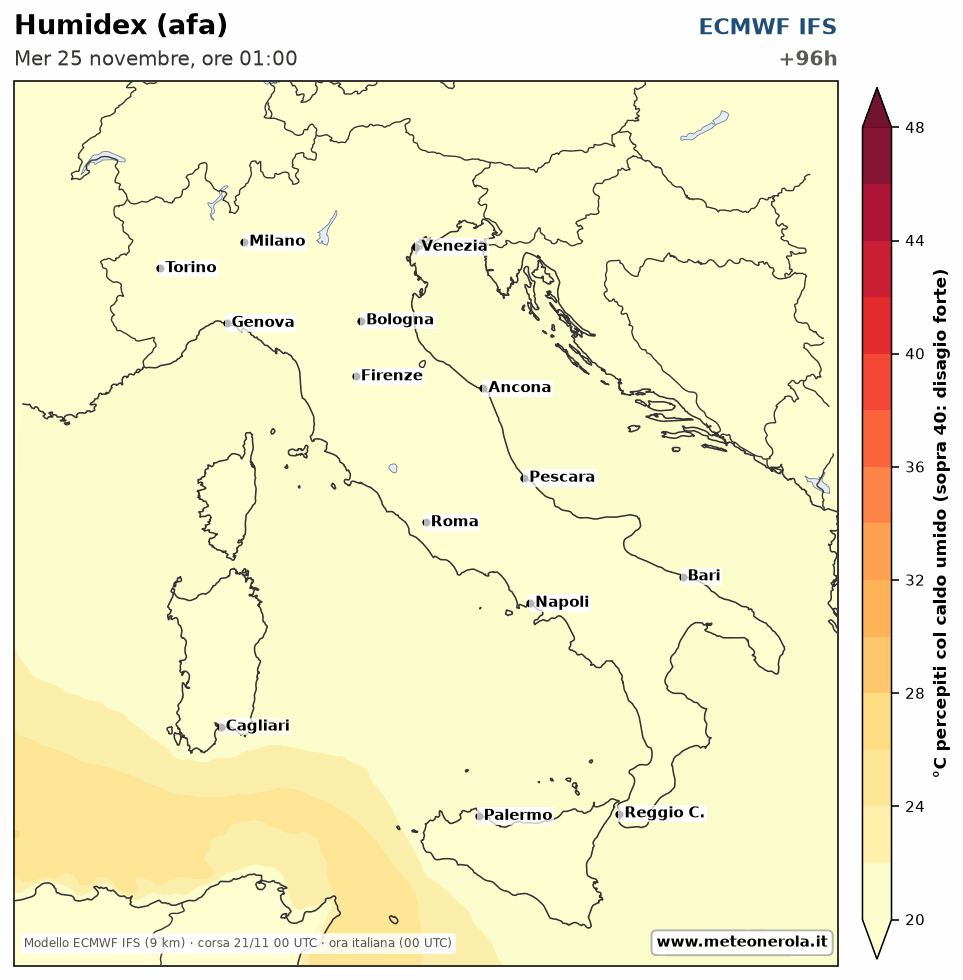 Humidex (afa)
ECMWF IFS
Mer 25 novembre, ore 01:00
+96h
48
44
40
36
32
28
24
20
°C percepiti col caldo umido (sopra 40: disagio forte)
Milano
Venezia
Torino
Genova
Bologna
Firenze
Ancona
Pescara
Roma
Bari
Napoli
Cagliari
Palermo
Reggio C.
Modello ECMWF IFS (9 km) · corsa 21/11 00 UTC · ora italiana (00 UTC)
www.meteonerola.it